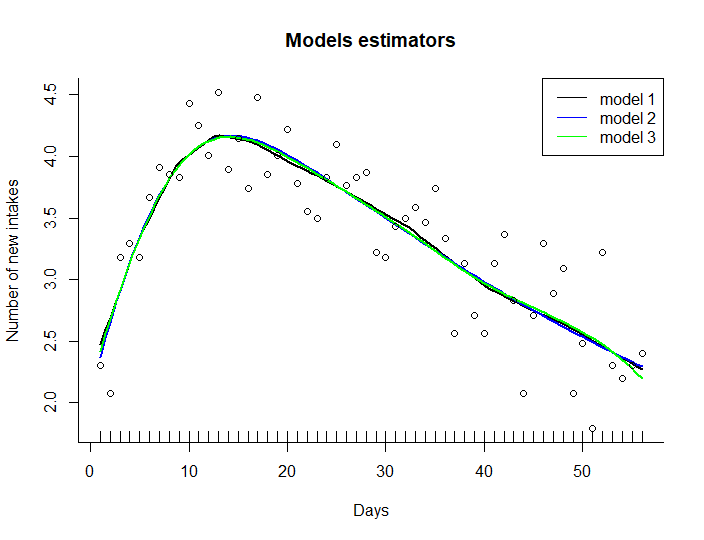 Models estimators
model 1
model 2
model 3
Number of new intakes
4.5
4.0
3.5
3.0
2.5
2.0
0 10 20 30 40 50
Days